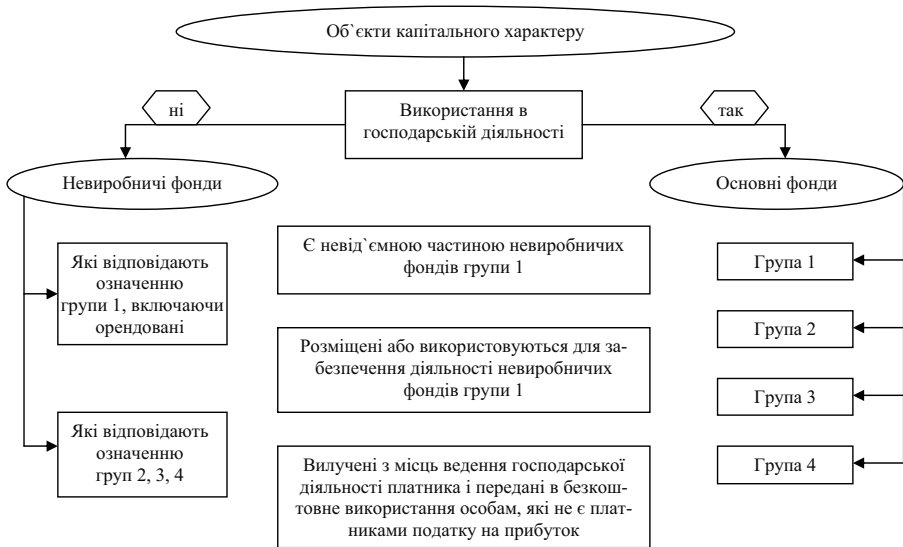 Об`єкти капітального характеру
ні
Використання в
господарській діяльності
так
Невиробничі фонди
Основні фонди
Які відповідають
означенню
групи 1, включаючи
орендовані
Є невід`ємною частиною невиробничих
фондів групи 1
Група 1
Розміщені або використовуються для за-
безпечення діяльності невиробничих
фондів групи 1
Група 2
Які відповідають
означенню
груп 2, 3, 4
Група 3
Вилучені з місць ведення господарської
діяльності платника і передані в безкош-
товне використання особам, які не є плат-
никами податку на прибуток
Група 4